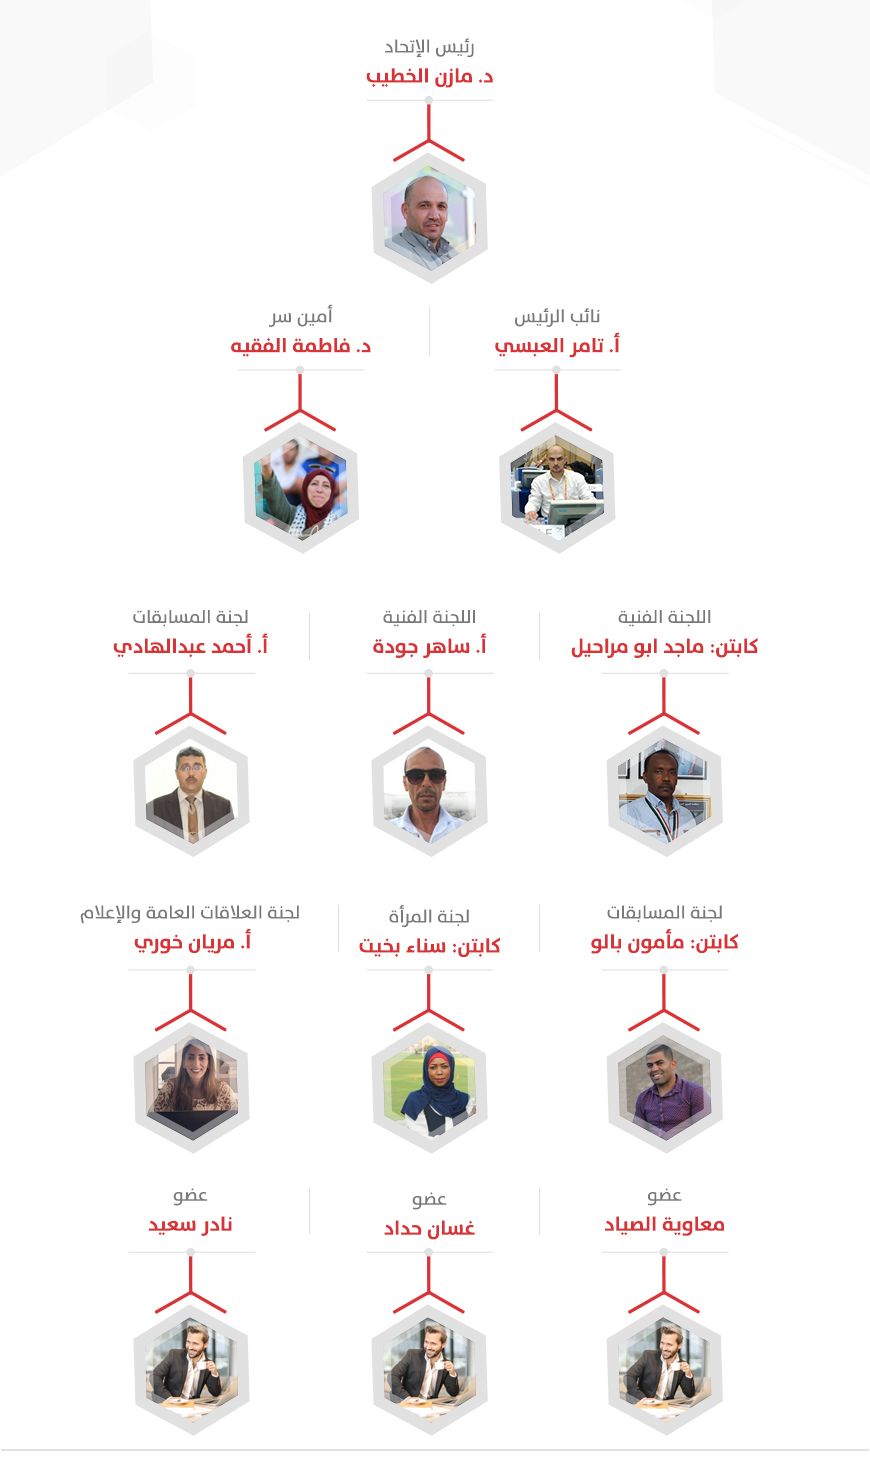 رئيس الإتحاد
د. مازن الخطيب
نائب الرئيس
أ. تامر العبسي
أمين سر
د. فاطمة الفقيه
اللجنة الفنية
كابتن: ماجد ابو مراحيل
اللجنة الفنية
أ. ساهر جودة
لجنة المسابقات
أ. أحمد عبدالهادي
لجنة المسابقات
كابتن: مأمون بالو
لجنة المرأة
كابتن: سناء بخيت
لجنة العلاقات العامة والإعلام
أ. مريان خوري
عضو
معاوية الصياد
عضو
غسان حداد
عضو
نادر سعيد